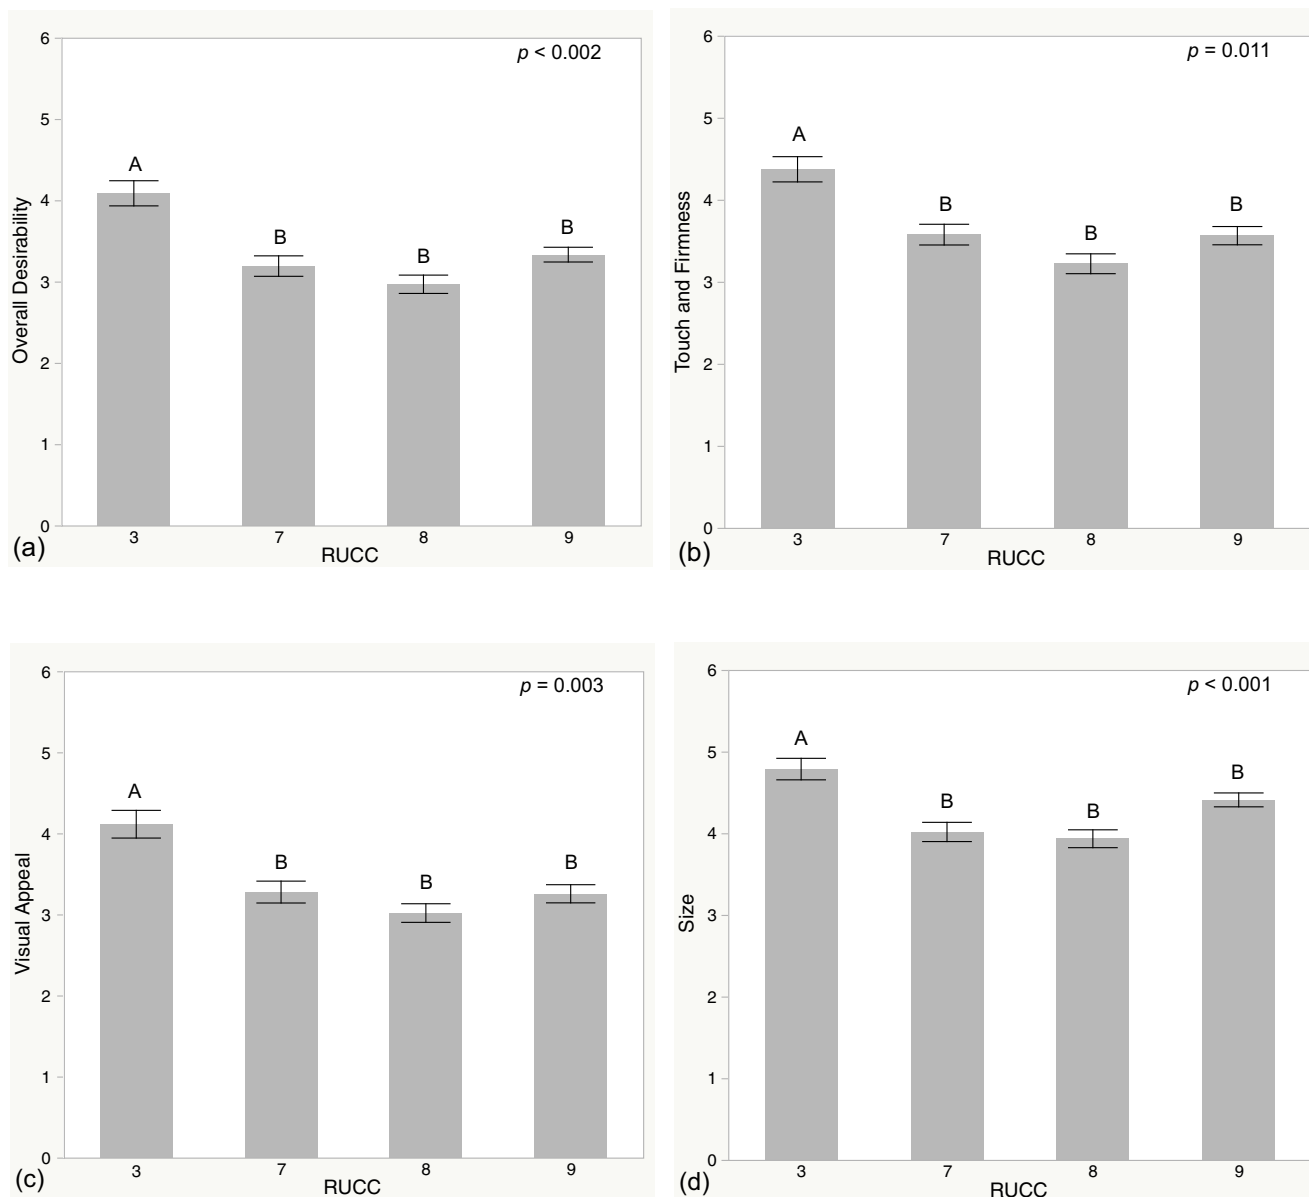 6
p < 0.002
5
A
4
B
B
B
3
2
1
0
Overall Desirability
3
7
8
9
(a)
RUCC
6
p = 0.011
5
A
4
B
B
B
3
2
1
0
Touch and Firmness
3
7
8
9
(b)
RUCC
6
p = 0.003
5
A
4
B
B
B
3
2
1
0
Visual Appeal
3
7
8
9
(c)
RUCC
6
p < 0.001
5
A
B
B
B
4
3
2
1
0
Size
3
7
8
9
(d)
RUCC